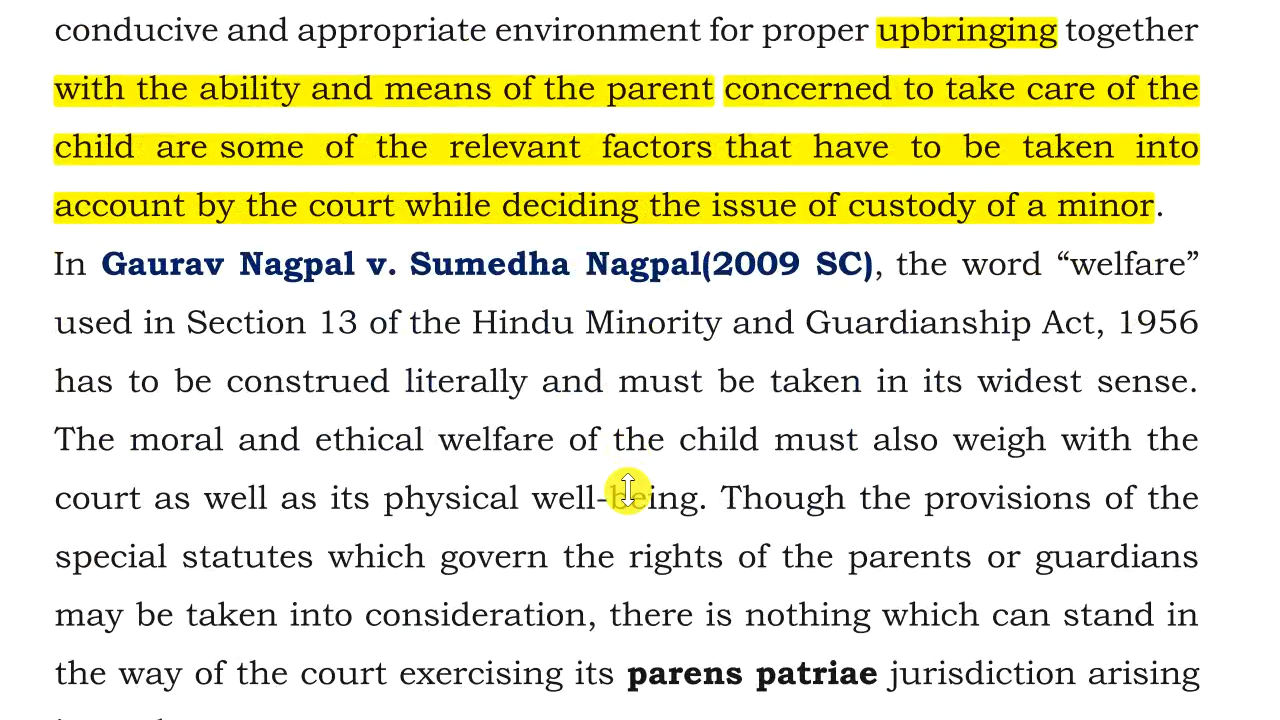 conducive and appropriate environment for proper upbringing together
with the ability and means of the parent concerned to take care of the
child are some of the relevant factors that have to be taken into
account by the court while deciding the issue of custody of a minor.
In Gaurav Nagpal v. Sumedha Nagpal(2009 SC), the word “welfare”
used in Section 13 of the Hindu Minority and Guardianship Act, 1956
has to be construed literally and must be taken in its widest sense.
The moral and ethical welfare of the child must also weigh with the
court as well as its physical well-being. Though the provisions of the
special statutes which govern the rights of the parents or guardians
may be taken into consideration, there is nothing which can stand in
the way of the court exercising its parens patriae jurisdiction arising